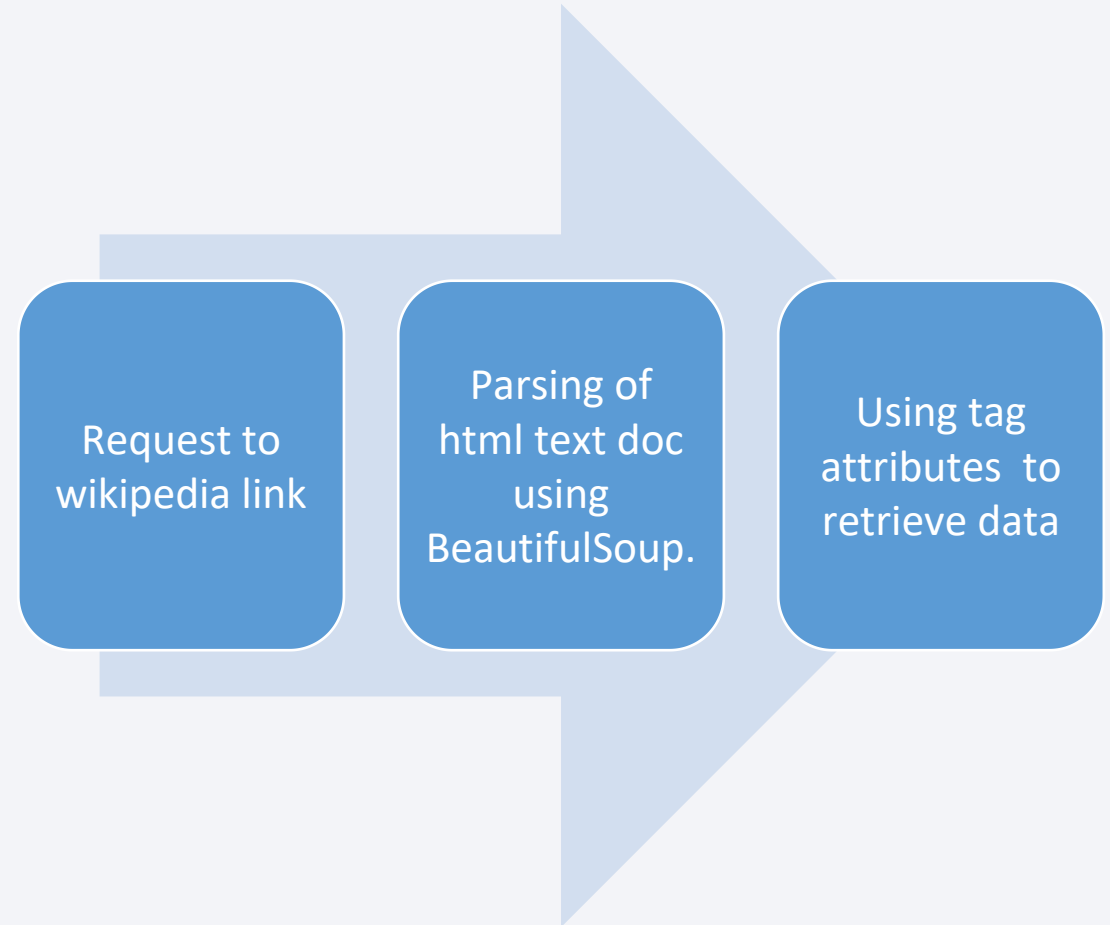 Request to
wikipedia link
Parsing of
html text doc
using
BeautifulSoup.
Using tag
attributes  to
retrieve data